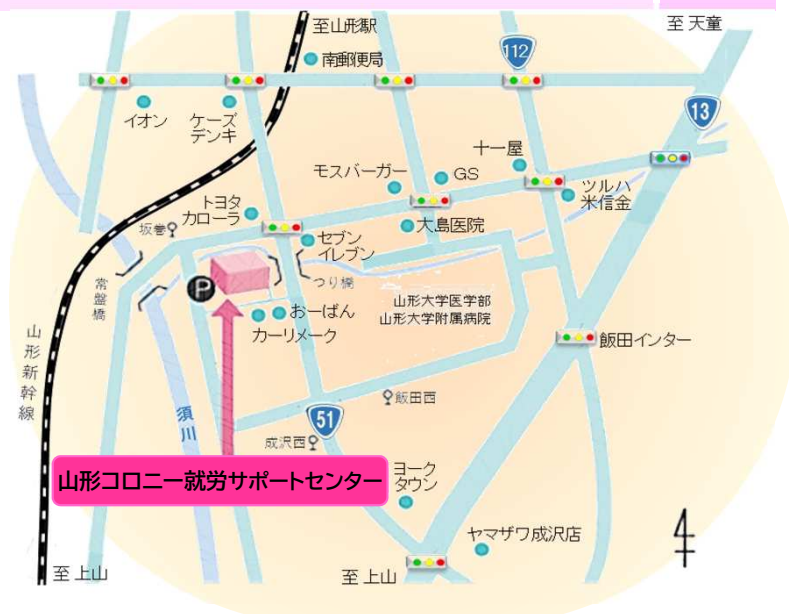 至山形駅
至 天童
南郵便局
112
13
イオン
ケーズ
デンキ
十一屋
モスバーガー
GS
ツルハ
米信金
トヨタ
カローラ
大島医院
坂巻
セブン
イレブン
つり橋
常盤橋
P
山形大学医学部
山形大学附属病院
おーばん
カーリメーク
山形新幹線
飯田インター
須川
飯田西
51
成沢西
山形コロニー就労サポートセンター
ヨーク
タウン
ヤマザワ成沢店
至 上山
至 上山